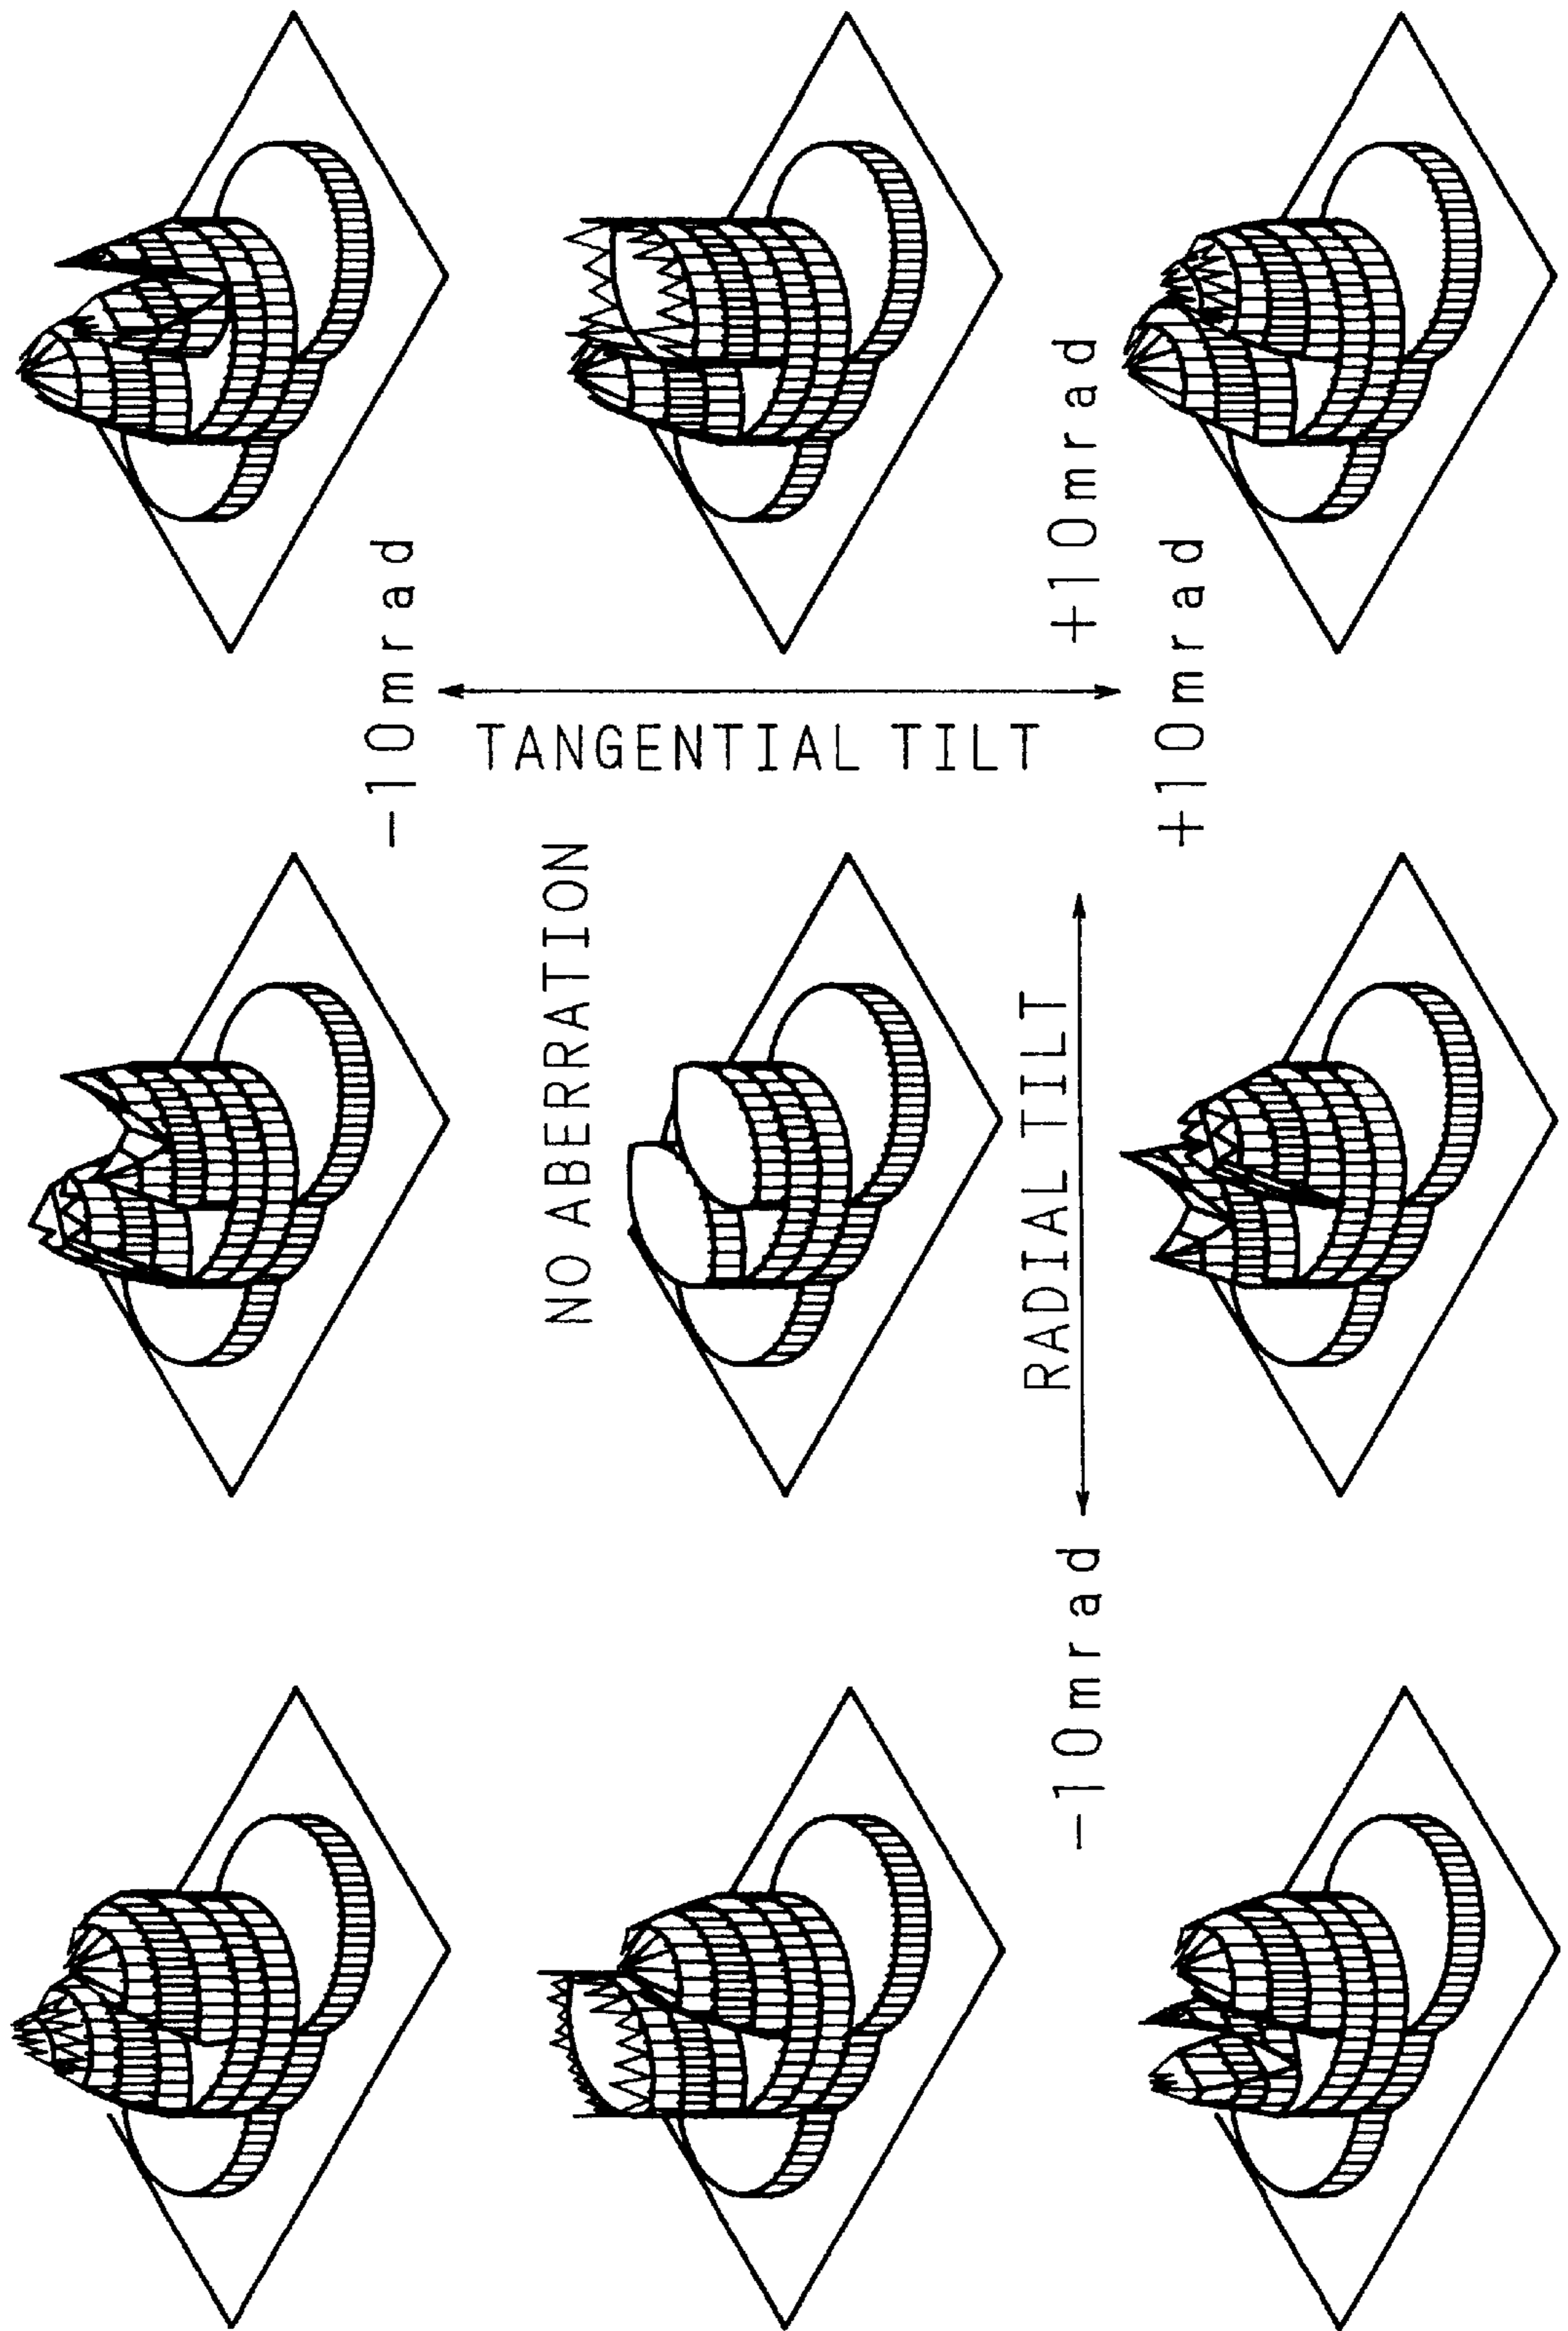 -10mrad
TANGENTIAL TILT
+10mrad
NO ABERRATION
-10mrad
RADIAL TILT
+10mrad